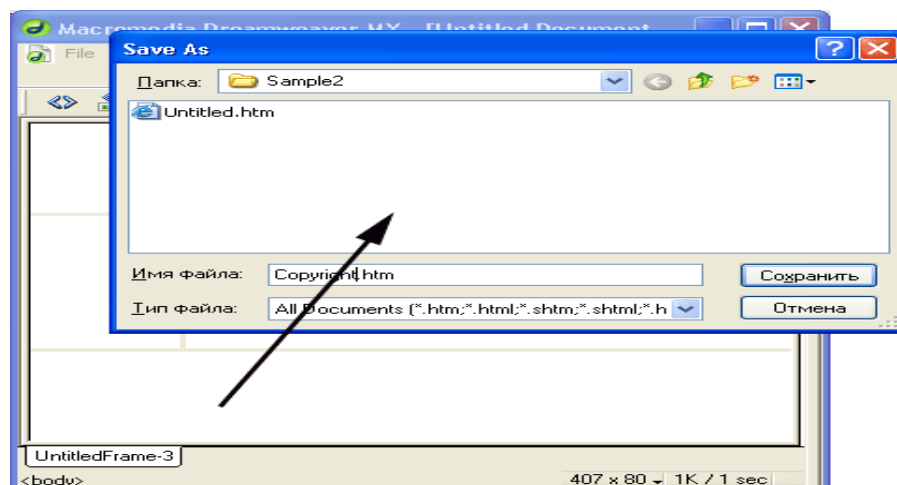 Macromedia Dreamweaver MX - [Untitled Document
File
Save As
Папка: Sample2
Untitled.htm
Имя файла: Copyright.htm Сохранить
Тип файла: All Documents (*.htm;*.html;*.shtm;*.shtml;*.h Отмена
UntitledFrame-3
<body> 407 x 80 1K / 1 sec